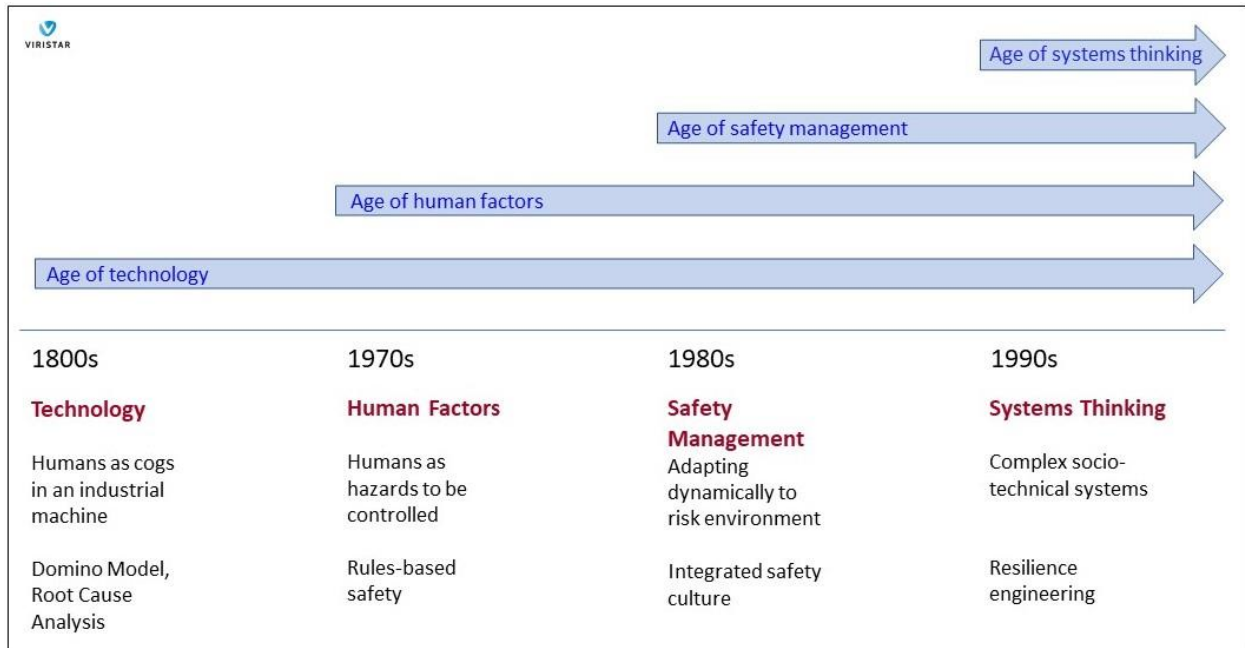 VIRISTAR
Age of systems thinking
Age of safety management
Age of human factors
Age of technology
1800s
Technology
Humans as cogs
in an industrial
machine
Domino Model,
Root Cause
Analysis
1970s
Human Factors
Humans as
hazards to be
controlled
Rules-based
safety
1980s
Safety
Management
Adapting
dynamically to
risk environment
Integrated safety
culture
1990s
Systems Thinking
Complex socio-
technical systems
Resilience
engineering